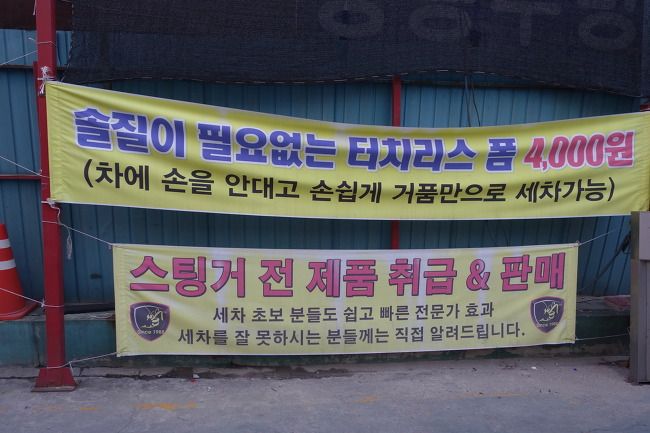 솔질이 필요없는 터치리스 폼 4,000원
(차에 손을 안대고 손쉽게 거품만으로 세차가능)
스팅거 전 제품 취급 & 판매
세차 초보 분들도 쉽고 빠른 전문가 효과
세차를 잘 못하시는 분들께는 직접 알려드립니다.
Since 1988
Since 1988